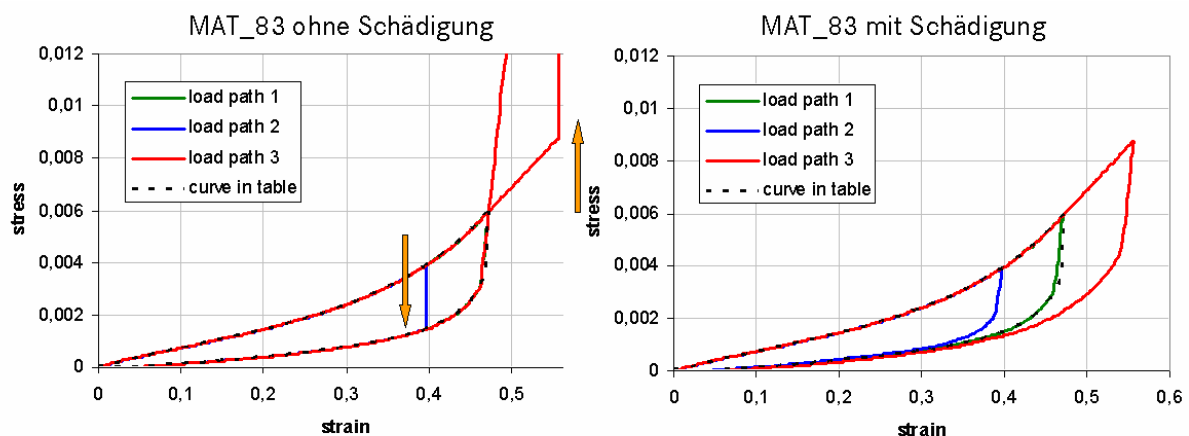 MAT_83 ohne Schädigung
0,012
0,01
0,008
0,006
0,004
0,002
0
stress
load path 1
load path 2
load path 3
curve in table
0
0,1
0,2
0,3
0,4
0,5
strain
MAT_83 mit Schädigung
0,012
0,01
0,008
0,006
0,004
0,002
0
stress
load path 1
load path 2
load path 3
curve in table
0
0,1
0,2
0,3
0,4
0,5
0,6
strain